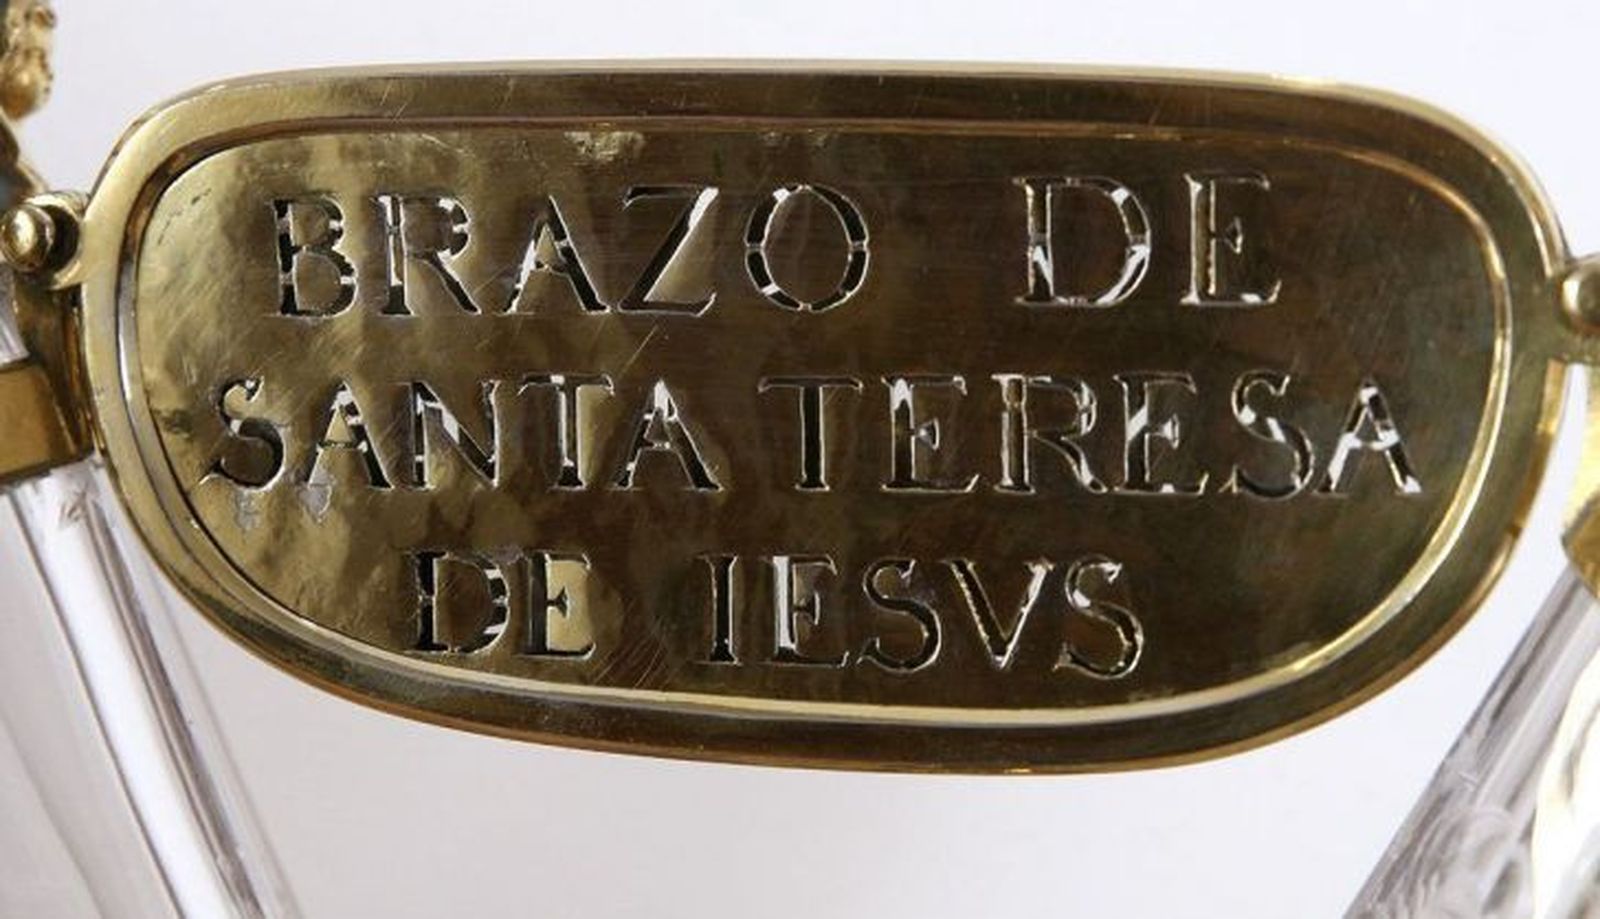 BRAZO DE
SANTA TERESA
DE IESVS